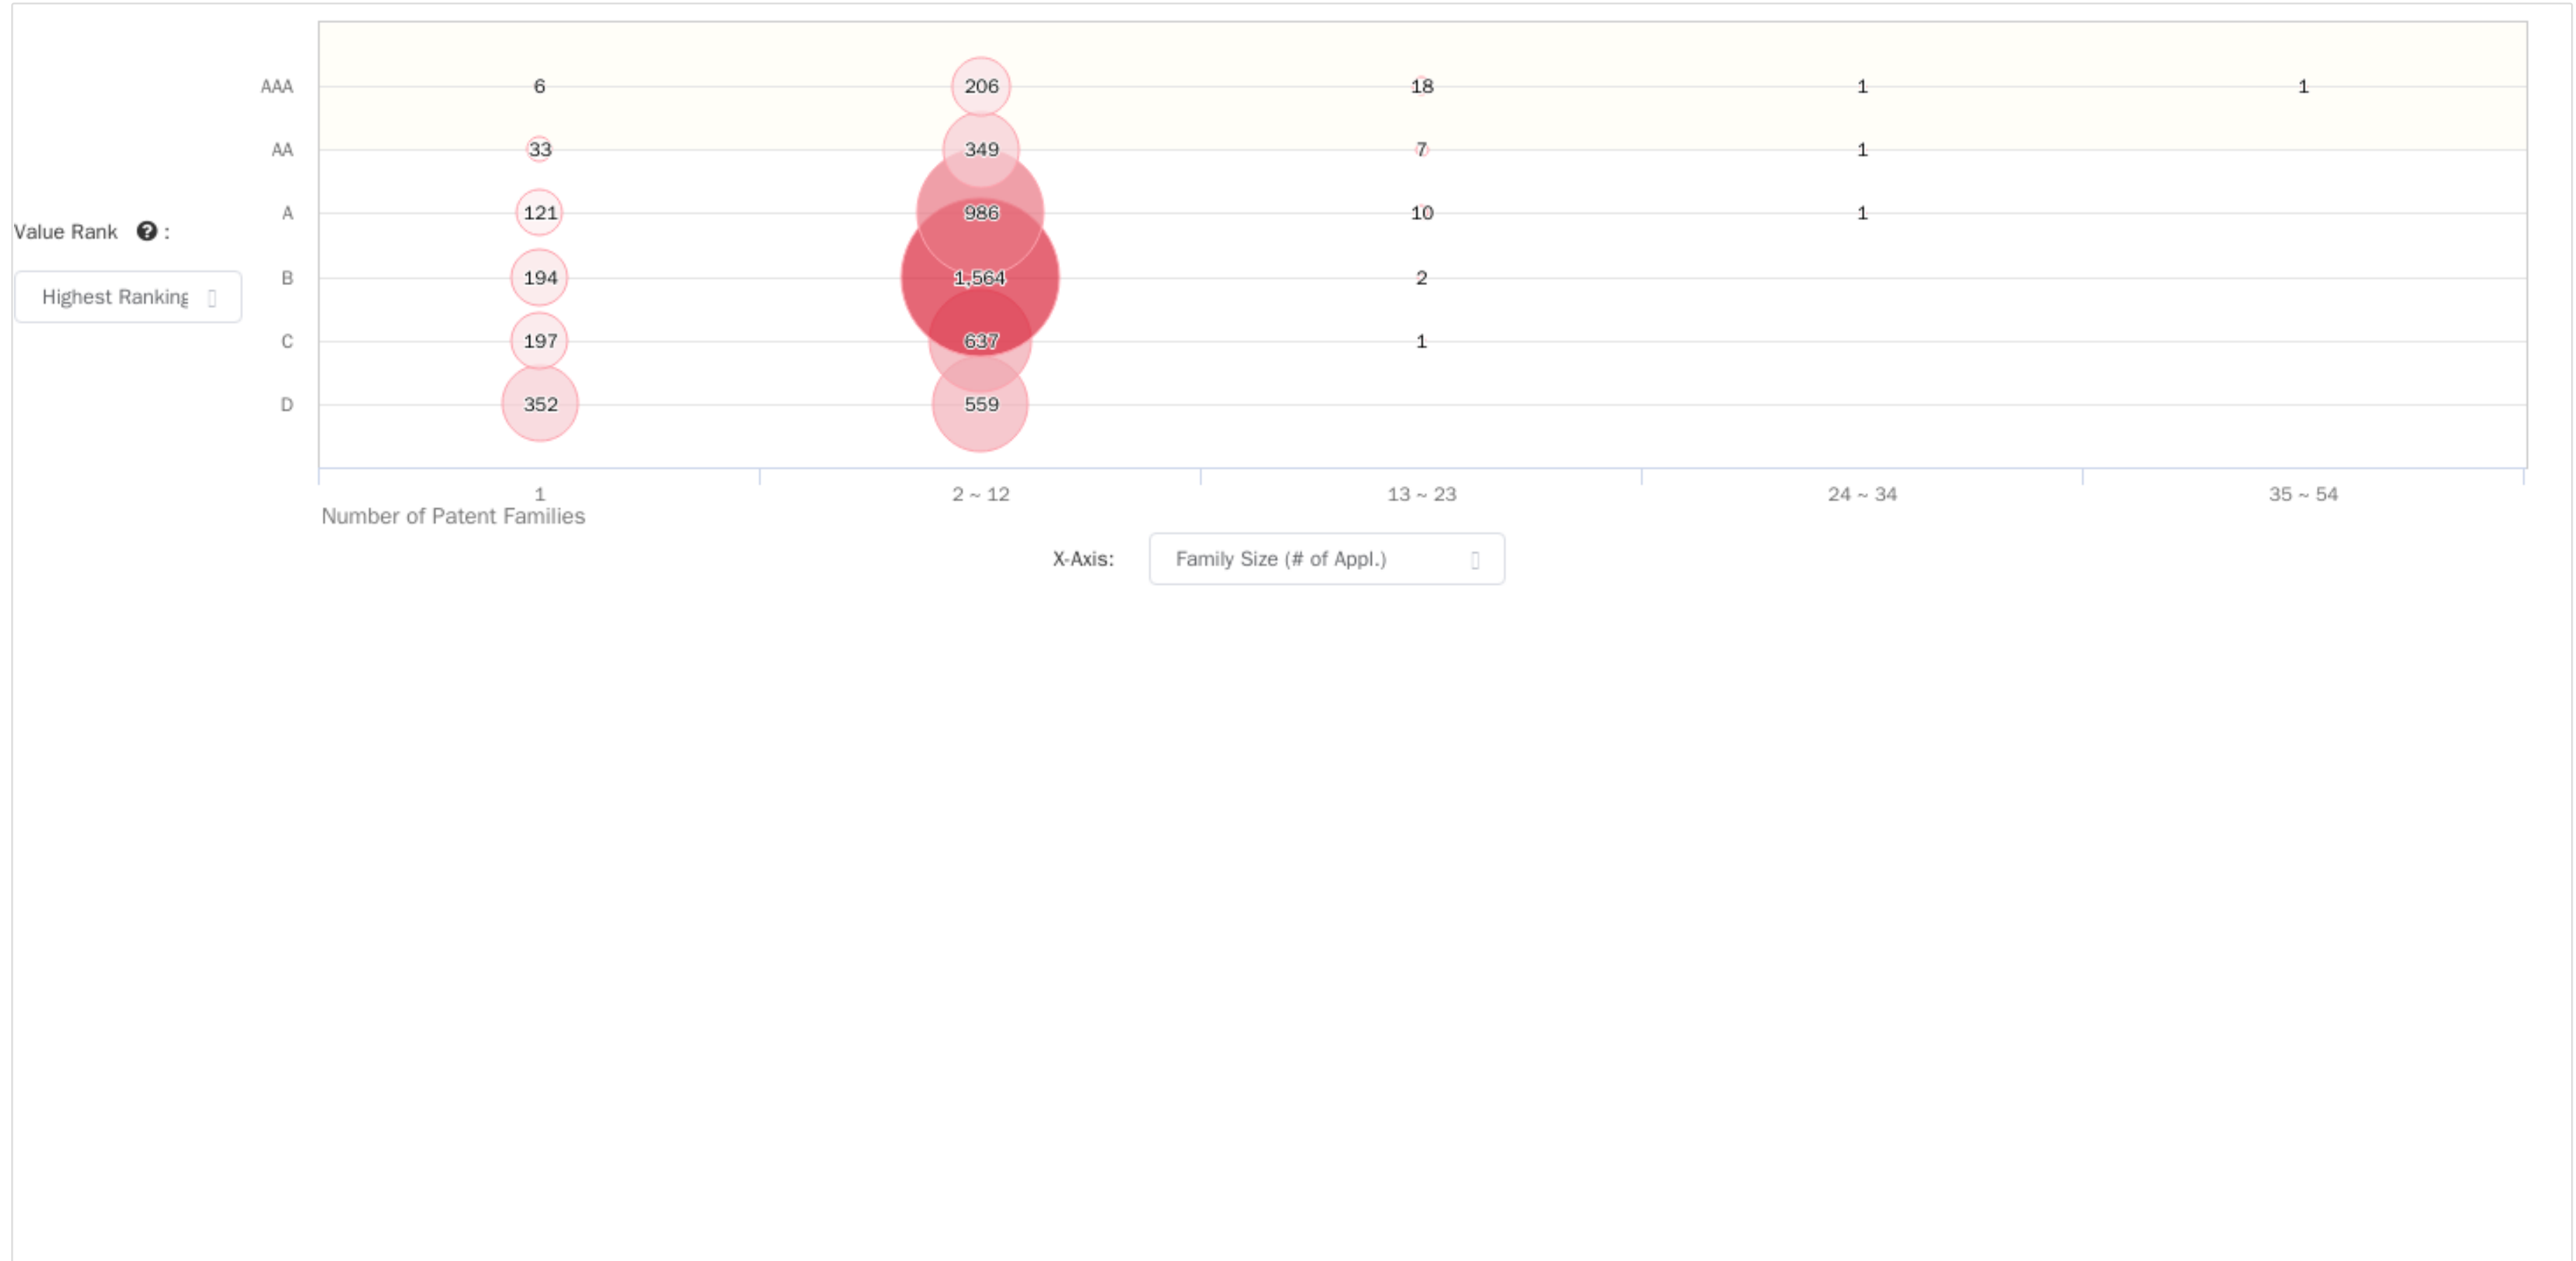 AAA 6 206 18 1 1
AA 33 349 7 1
A 121 986 10 1
Value Rank ? :
B 194 1,564 2
Highest Ranking
C 197 637 1
D 352 559
1 2 ~ 12 13 ~ 23 24 ~ 34 35 ~ 54
Number of Patent Families
X-Axis: Family Size (# of Appl.)